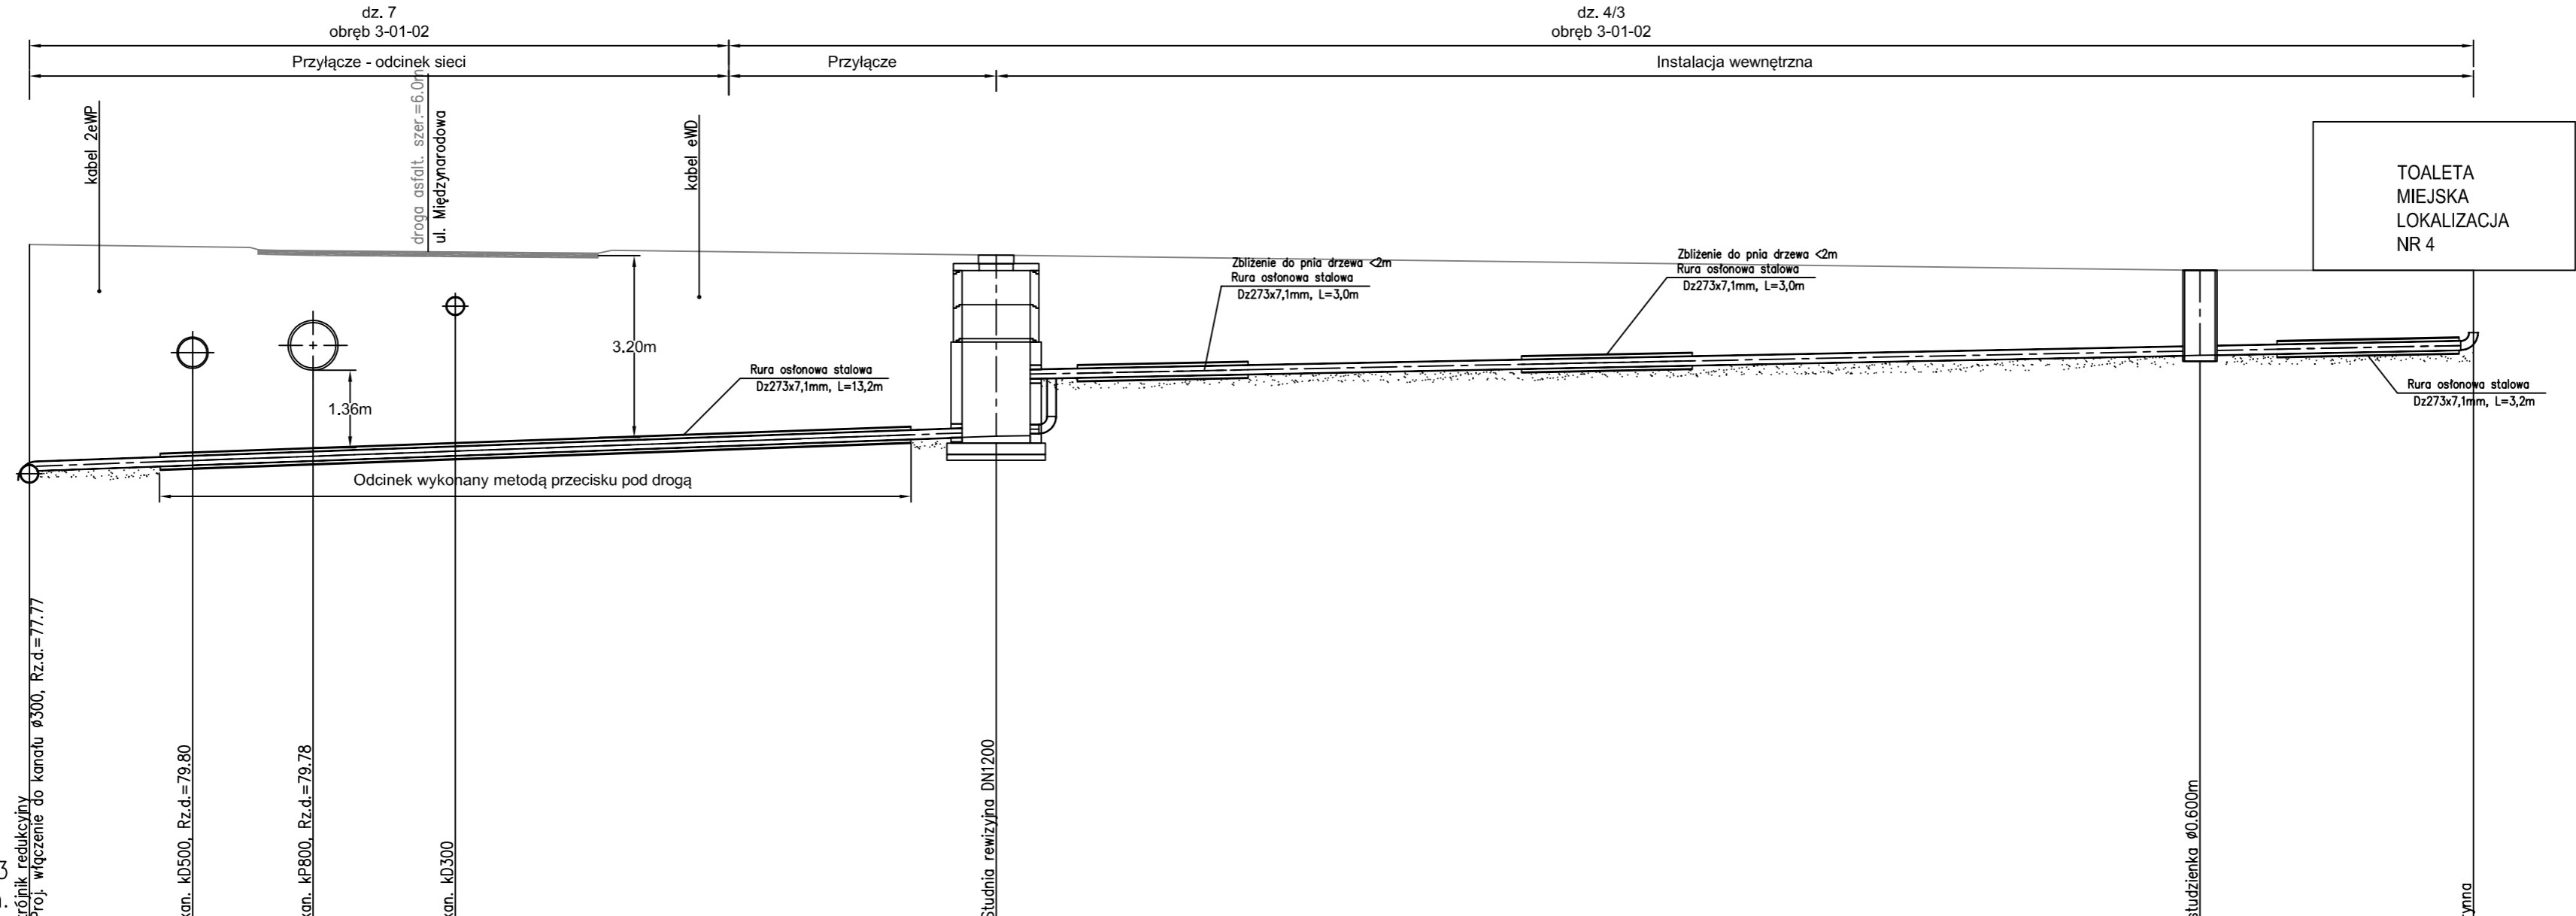 dz. 7
obręb 3-01-02
dz. 4/3
obręb 3-01-02
Przyłącze - odcinek sieci
Przyłącze
Instalacja wewnętrzna
kabel 2eWP
droga asfalt. szer.=6.0m
ul. Międzynarodowa
kabel eWD
TOALETA
MIEJSKA
LOKALIZACJA
NR 4
Zbliżenie do pnia drzewa <2m
Rura osłonowa stalowa
Dz273x7,1mm, L=3,0m
Zbliżenie do pnia drzewa <2m
Rura osłonowa stalowa
Dz273x7,1mm, L=3,0m
3.20m
1.36m
Rura osłonowa stalowa
Dz273x7,1mm, L=13,2m
Rura osłonowa stalowa
Dz273x7,1mm, L=3,2m
Odcinek wykonany metodą przecisku pod drogą
trójnik redukcyjny
Proj. włączenie do kanału ø300, Rz.d.=77.77
kan. kD500, Rz.d.=79.80
kan. kP800, Rz.d.=79.78
kan. kD300
Studnia rewizyjna DN1200
studzienka ø0.600m
3